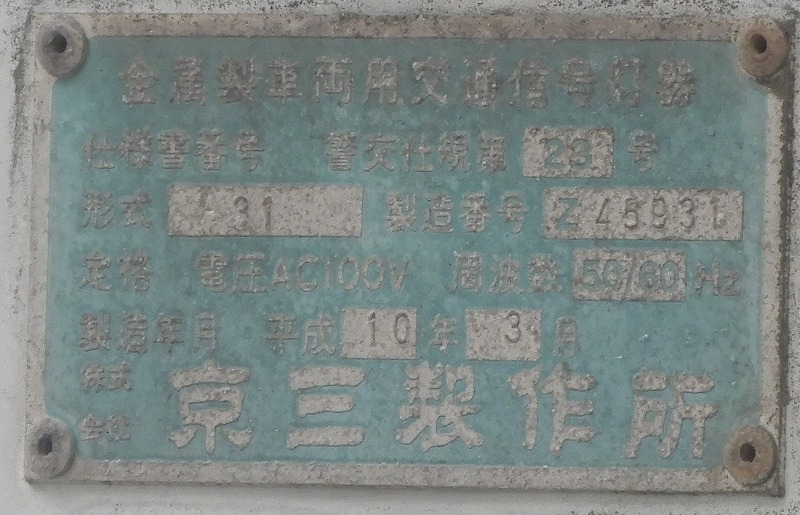 金属製車両用交通信号灯器
仕様書番号 警交仕規第 23 号
形式 A31 製造番号 Z45931
定格 電圧AC100V 周波数 50/60 Hz
製造年月 平成 10 年 3 月
株式会社 京三製作所